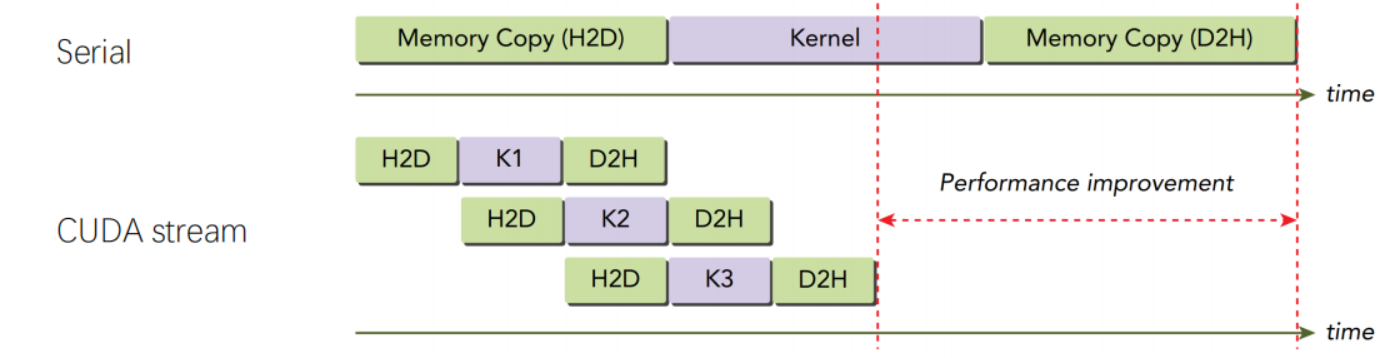 Serial
Memory Copy (H2D) Kernel Memory Copy (D2H)
time
H2D K1 D2H
Performance improvement
CUDA stream
H2D K2 D2H
H2D K3 D2H
time